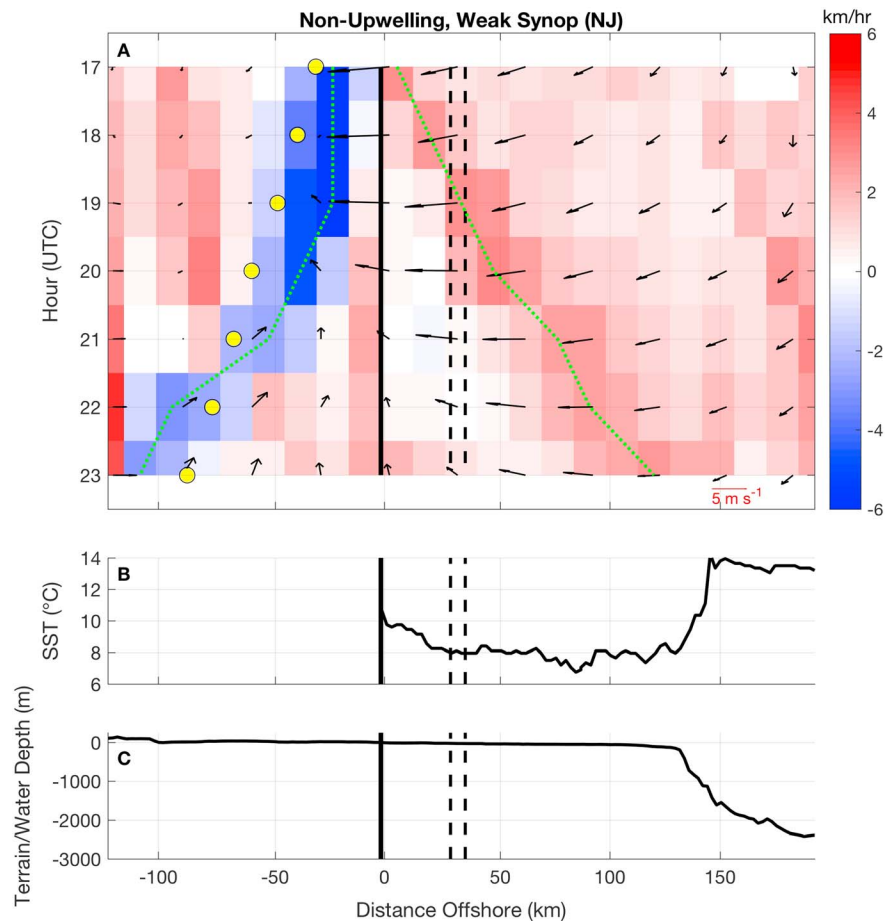 Non-Upwelling, Weak Synop (NJ)
km/hr
A
17
18
19
20
21
22
23
Hour (UTC)
5 m s-1
6
4
2
0
-2
-4
-6
B
14
12
10
8
6
SST (°C)
C
0
-1000
-2000
-3000
Terrain/Water Depth (m)
-100
-50
0
50
100
150
Distance Offshore (km)